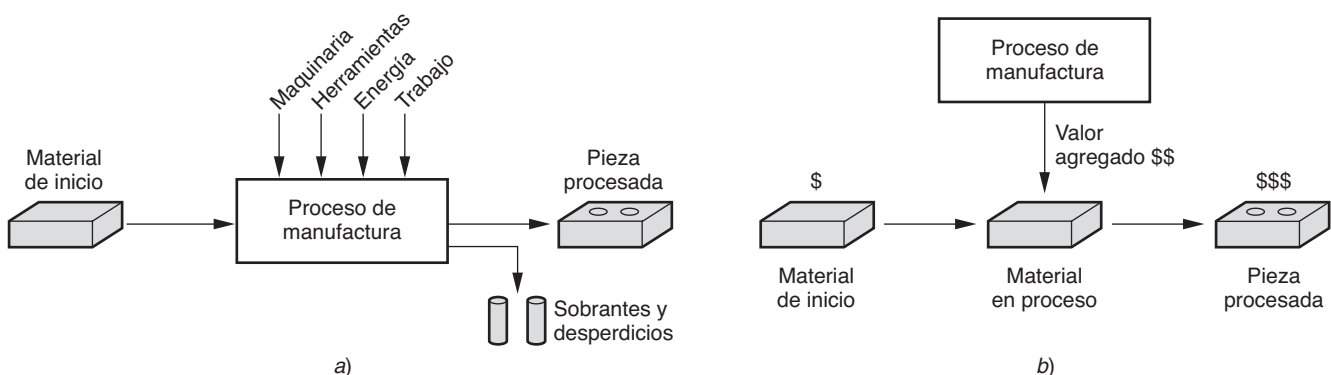 Maquinaria
Herramientas
Energía
Trabajo
Material
de inicio
Proceso de
manufactura
Pieza
procesada
Sobrantes y
desperdicios
a)
Proceso de
manufactura
Valor
agregado $$
$
$$$
Material
de inicio
Material
en proceso
Pieza
procesada
b)